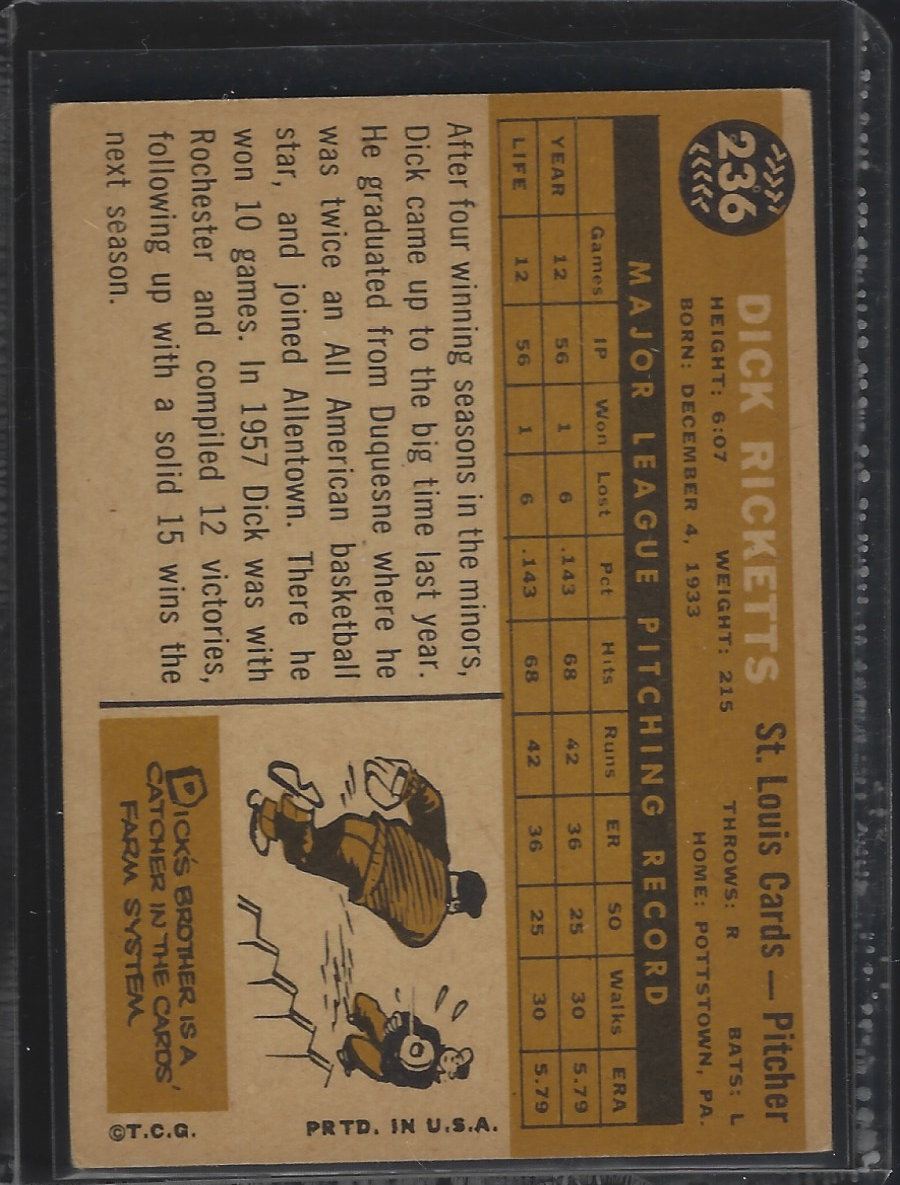 236
DICK RICKETTS St. Louis Cards — Pitcher
HEIGHT: 6:07 WEIGHT: 215 THROWS: R BATS: L
BORN: DECEMBER 4, 1933 HOME: POTTSTOWN, PA.
MAJOR LEAGUE PITCHING RECORD
Games IP Won Lost Pct Hits Runs ER SO Walks ERA
YEAR 12 56 1 6 .143 68 42 36 25 30 5.79
LIFE 12 56 1 6 .143 68 42 36 25 30 5.79
After four winning seasons in the minors,
Dick came up to the big time last year.
He graduated from Duquesne where he
was twice an All American basketball
star, and joined Allentown. There he
won 10 games. In 1957 Dick was with
Rochester and compiled 12 victories,
following up with a solid 15 wins the
next season.
DICK'S BROTHER IS A
CATCHER IN THE CARDS'
FARM SYSTEM.
PRTD. IN U.S.A.
©T.C.G.